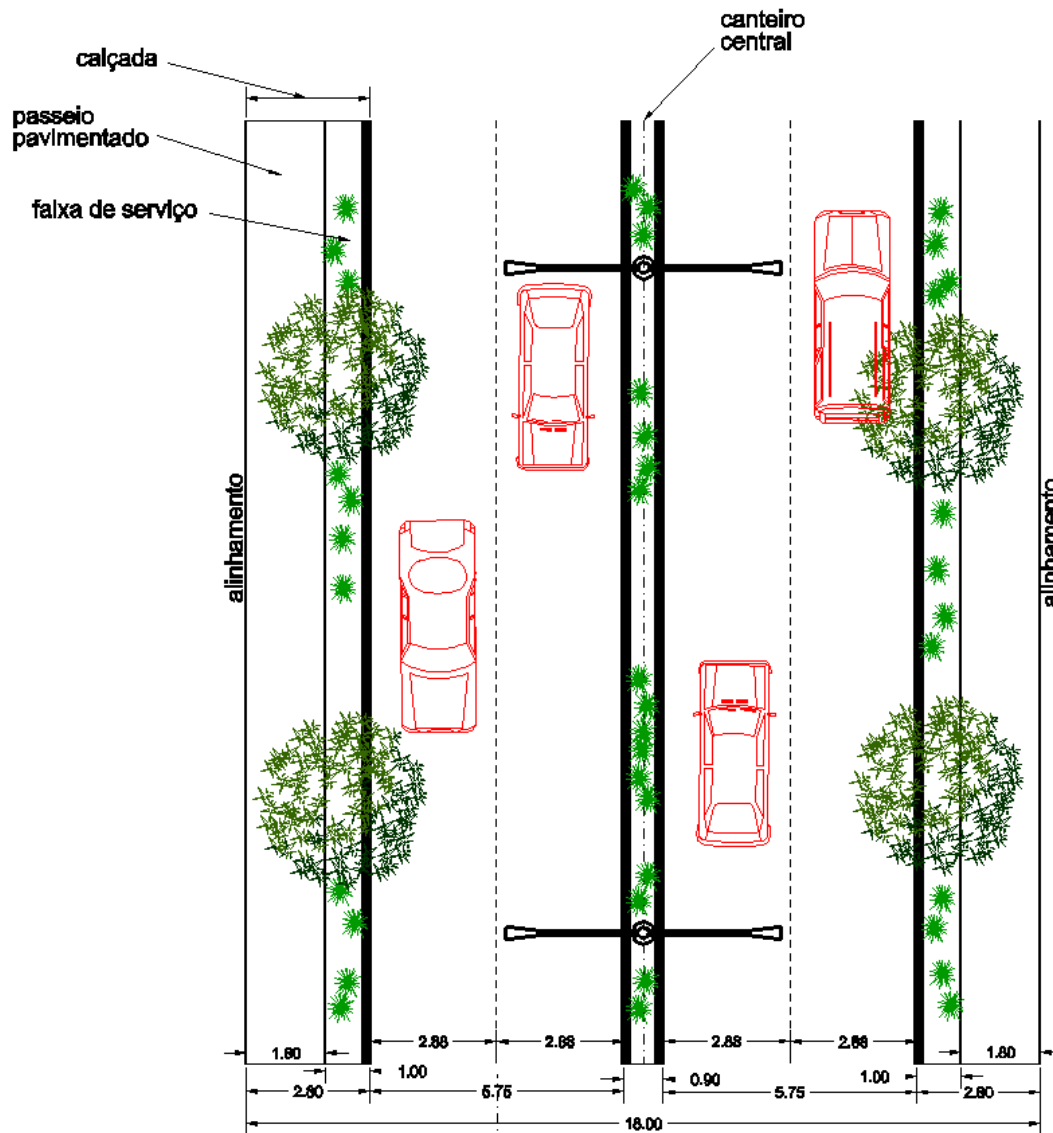 canteiro
central
calçada
passeio
pavimentado
faixa de serviço
alinhamento
alinhamento
2.88
2.88
2.88
2.88
1.80
1.80
1.00
0.90
1.00
2.80
5.75
5.75
2.80
18.00